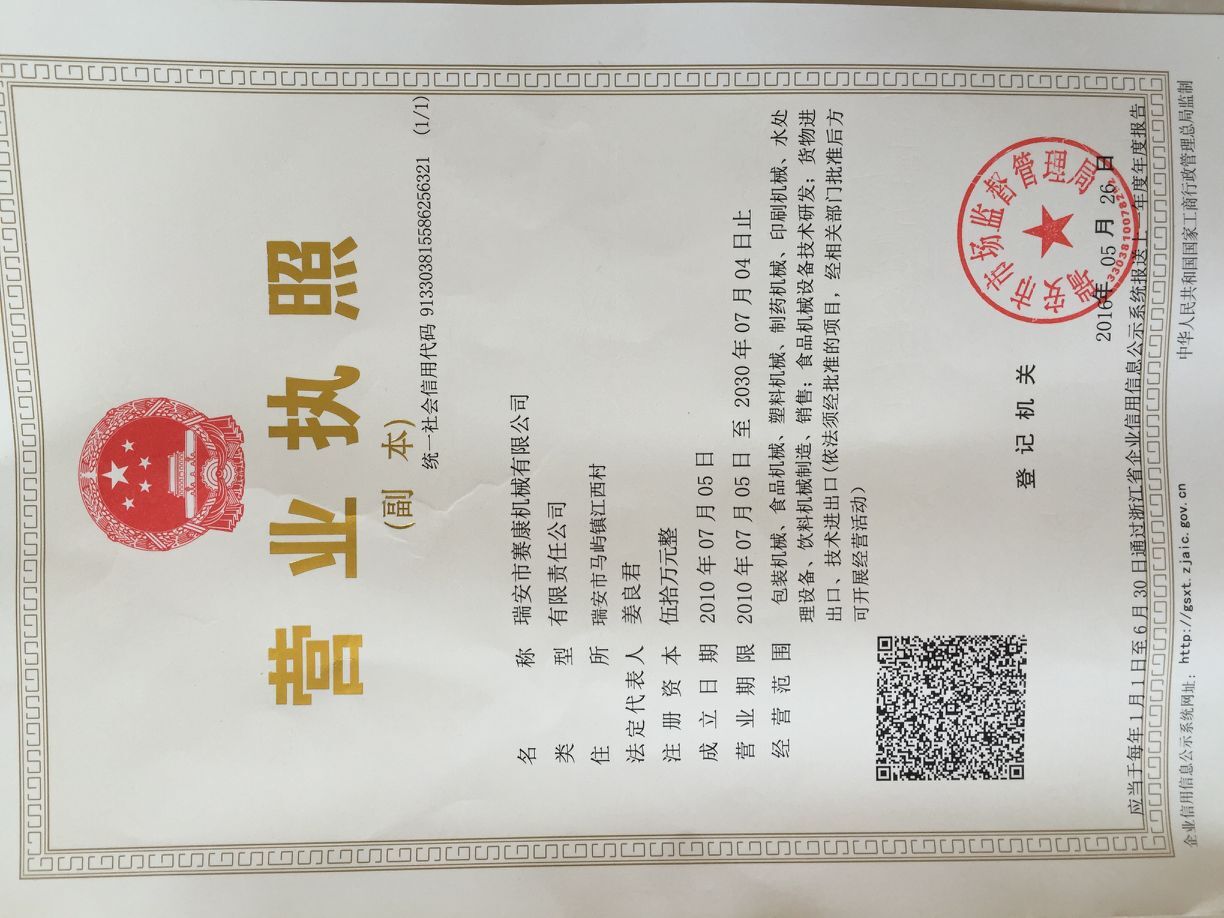 营业执照
(副 本)
统一社会信用代码 91330381558625632​1 (1/1)
名 称 瑞安市赛康机械有限公司
类 型 有限责任公司
住 所 瑞安市马屿镇江西村
法定代表人 姜良君
注册资本 伍拾万元整
成立日期 2010年07月05日
营业期限 2010年07月05日至2030年07月04日止
经营范围 包装机械、食品机械、塑料机械、制药机械、印刷机械、水处
理设备、饮料机械制造、销售；食品机械设备技术研发；货物进
出口、技术进出口(依法须经批准的项目，经相关部门批准后方
可开展经营活动)
登记机关
瑞安市市场监督管理局
2016年 05月 26日
应当于每年1月1日至6月30日通过浙江省企业信用信息公示系统报送上一年度年度报告
企业信用信息公示系统网址：http://gsxt.zjaic.gov.cn
中华人民共和国国家工商行政管理总局监制